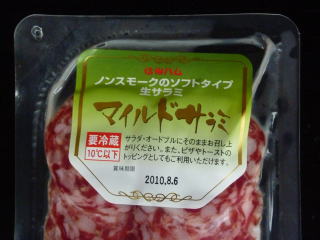 信州ハム
ノンスモークのソフトタイプ
生サラミ
マイルドサラミ
要冷蔵
10℃以下
サラダ・オードブルにそのままお召し上
がりください。また、ピザやトーストの
トッピングとしてもご利用いただけます。
賞味期限
2010.8.6